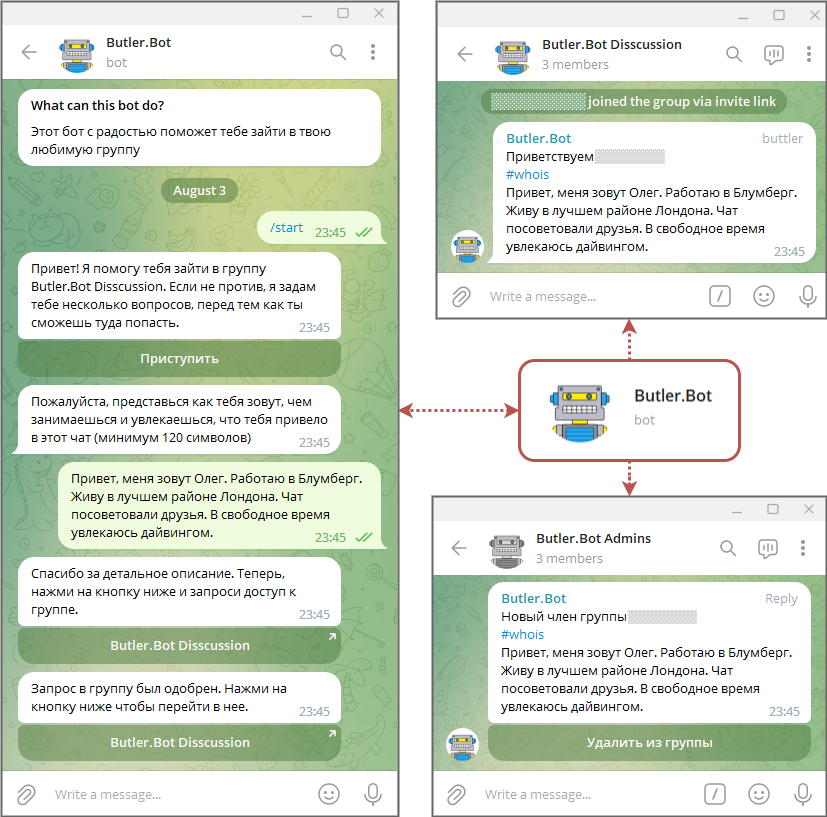 Butler.Bot
bot
What can this bot do?
Этот бот с радостью поможет тебе зайти в твою
любимую группу
August 3
/start 23:45
Привет! Я помогу тебя зайти в группу
Butler.Bot Disscussion. Если не против, я задам
тебе несколько вопросов, перед тем как ты
сможешь туда попасть.
23:45
Приступить
Пожалуйста, представься как тебя зовут, чем
занимаешься и увлекаешься, что тебя привело
в этот чат (минимум 120 символов)
23:45
Привет, меня зовут Олег. Работаю в Блумберг.
Живу в лучшем районе Лондона. Чат
посоветовали друзья. В свободное время
увлекаюсь дайвингом.
23:45
Спасибо за детальное описание. Теперь,
нажми на кнопку ниже и запроси доступ к
группе.
23:45
Butler.Bot Disscussion
Запрос в группу был одобрен. Нажми на
кнопку ниже чтобы перейти в нее.
23:45
Butler.Bot Disscussion
Write a message...
Butler.Bot Disscussion
3 members
joined the group via invite link
Butler.Bot buttler
Приветствуем
#whois
Привет, меня зовут Олег. Работаю в Блумберг.
Живу в лучшем районе Лондона. Чат
посоветовали друзья. В свободное время
увлекаюсь дайвингом.
23:45
Write a message...
Butler.Bot
bot
Butler.Bot Admins
3 members
Butler.Bot Reply
Новый член группы
#whois
Привет, меня зовут Олег. Работаю в Блумберг.
Живу в лучшем районе Лондона. Чат
посоветовали друзья. В свободное время
увлекаюсь дайвингом.
23:45
Удалить из группы
Write a message...